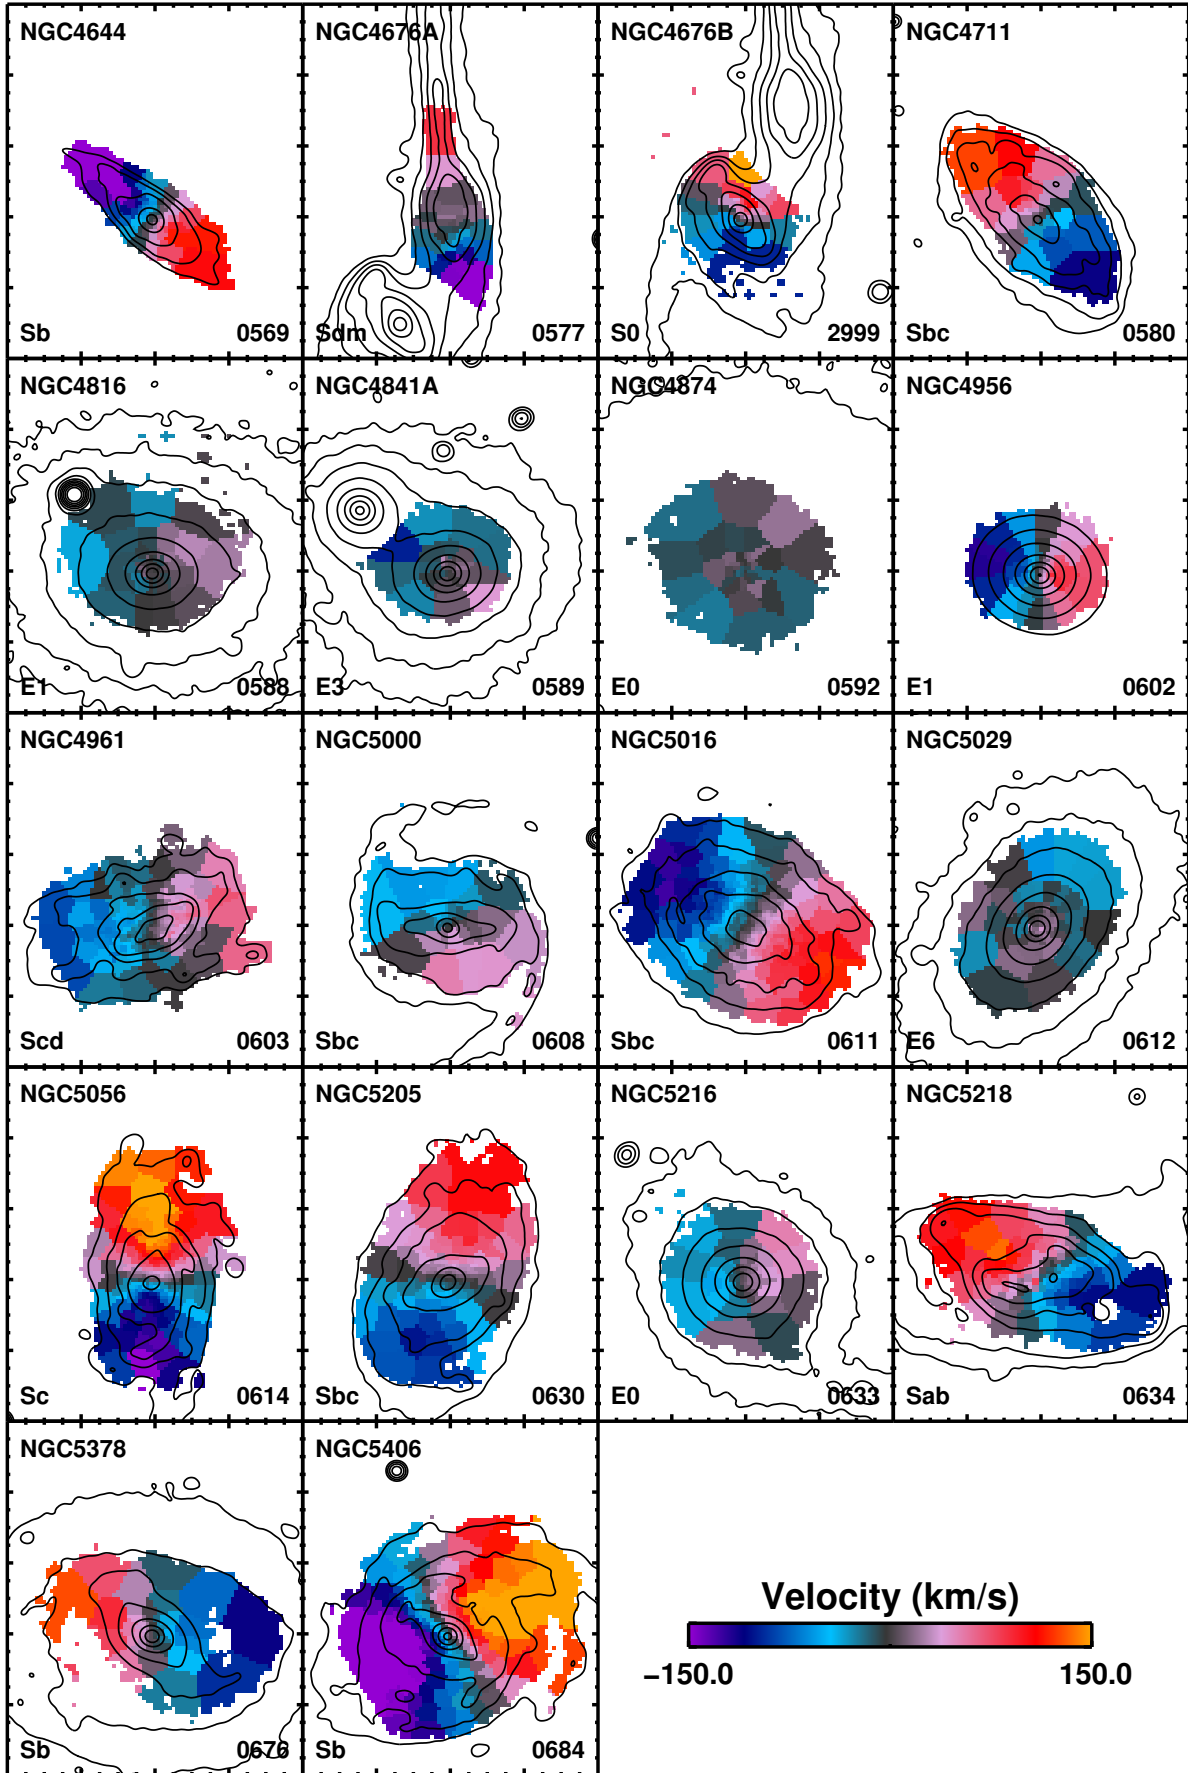 NGC4644 NGC4676A NGC4676B NGC4711
Sb 0569 Sdm 0577 S0 2999 Sbc 0580
NGC4816 NGC4841A NGC4874 NGC4956
E1 0588 E3 0589 E0 0592 E1 0602
NGC4961 NGC5000 NGC5016 NGC5029
Scd 0603 Sbc 0608 Sbc 0611 E6 0612
NGC5056 NGC5205 NGC5216 NGC5218
Sc 0614 Sbc 0630 E0 0633 Sab 0634
NGC5378 NGC5406
Sb 0676 Sb 0684
Velocity (km/s)
−150.0 150.0